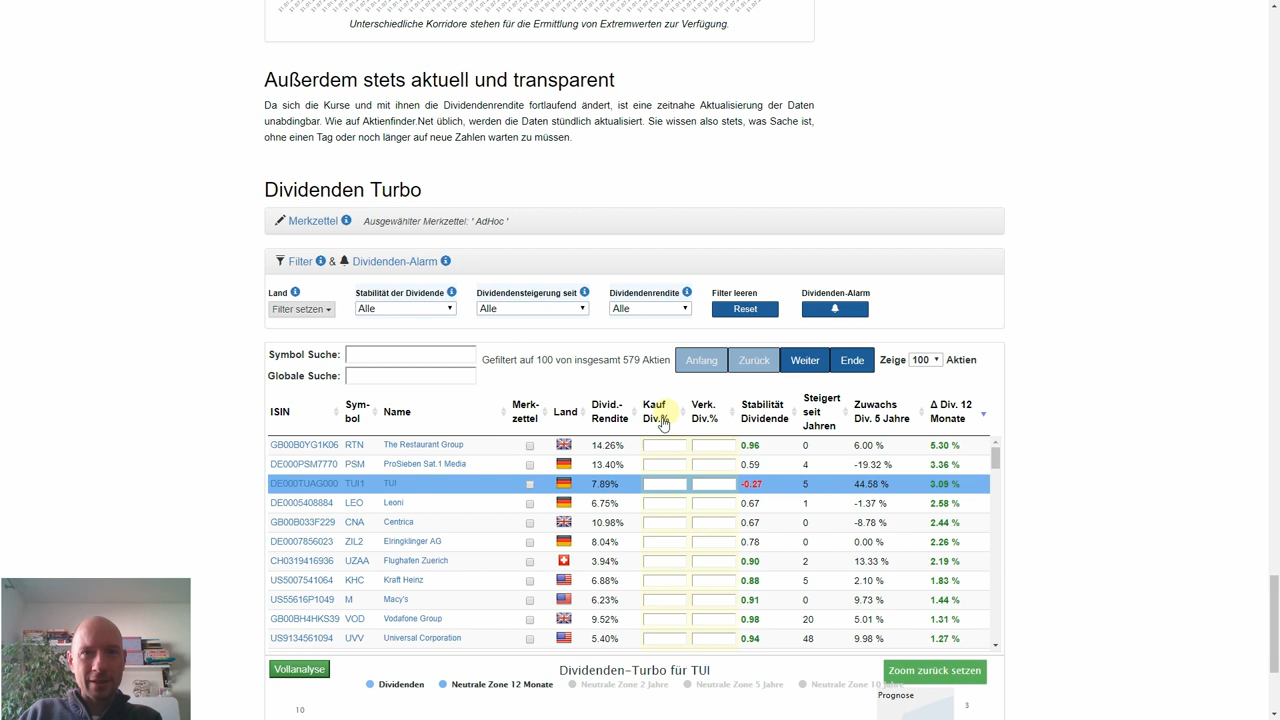 Unterschiedliche Korridore stehen für die Ermittlung von Extremwerten zur Verfügung.
Außerdem stets aktuell und transparent
Da sich die Kurse und mit ihnen die Dividendenrendite fortlaufend ändert, ist eine zeitnahe Aktualisierung der Daten
unabdingbar. Wie auf Aktienfinder.Net üblich, werden die Daten stündlich aktualisiert. Sie wissen also stets, was Sache ist,
ohne einen Tag oder noch länger auf neue Zahlen warten zu müssen.
Dividenden Turbo
Merkzettel Ausgewählter Merkzettel: ' AdHoc '
Filter & Dividenden-Alarm
Land Stabilität der Dividende Dividendensteigerung seit Dividendenrendite Filter leeren Dividenden-Alarm
Filter setzen Alle Alle Alle Reset
Symbol Suche:
Gefiltert auf 100 von insgesamt 579 Aktien Anfang Zurück Weiter Ende Zeige 100 Aktien
Globale Suche:
ISIN Sym-bol Name Merk-zettel Land Divid.-Rendite Kauf Div.% Verk. Div.% Stabilität Dividende Steigert seit Jahren Zuwachs Div. 5 Jahre Δ Div. 12 Monate
GB00B0YG1K06 RTN The Restaurant Group 14.26% 0.96 0 6.00 % 5.30 %
DE000PSM7770 PSM ProSieben Sat.1 Media 13.40% 0.59 4 -19.32 % 3.36 %
DE000TUAG000 TUI1 TUI 7.89% -0.27 5 44.58 % 3.09 %
DE0005408884 LEO Leoni 6.75% 0.67 1 -1.37 % 2.58 %
GB00B033F229 CNA Centrica 10.98% 0.67 0 -8.78 % 2.44 %
DE0007856023 ZIL2 Elringklinger AG 8.04% 0.78 0 0.00 % 2.26 %
CH0319416936 UZAA Flughafen Zuerich 3.94% 0.90 2 13.33 % 2.19 %
US5007541064 KHC Kraft Heinz 6.88% 0.88 5 2.10 % 1.83 %
US55616P1049 M Macy's 6.23% 0.91 0 9.73 % 1.44 %
GB00BH4HKS39 VOD Vodafone Group 9.52% 0.98 20 5.01 % 1.31 %
US9134561094 UVV Universal Corporation 5.40% 0.94 48 9.98 % 1.27 %
Vollanalyse Dividenden-Turbo für TUI Zoom zurück setzen
Dividenden Neutrale Zone 12 Monate Neutrale Zone 2 Jahre Neutrale Zone 5 Jahre Neutrale Zone 10 Jahre
Prognose
10 3